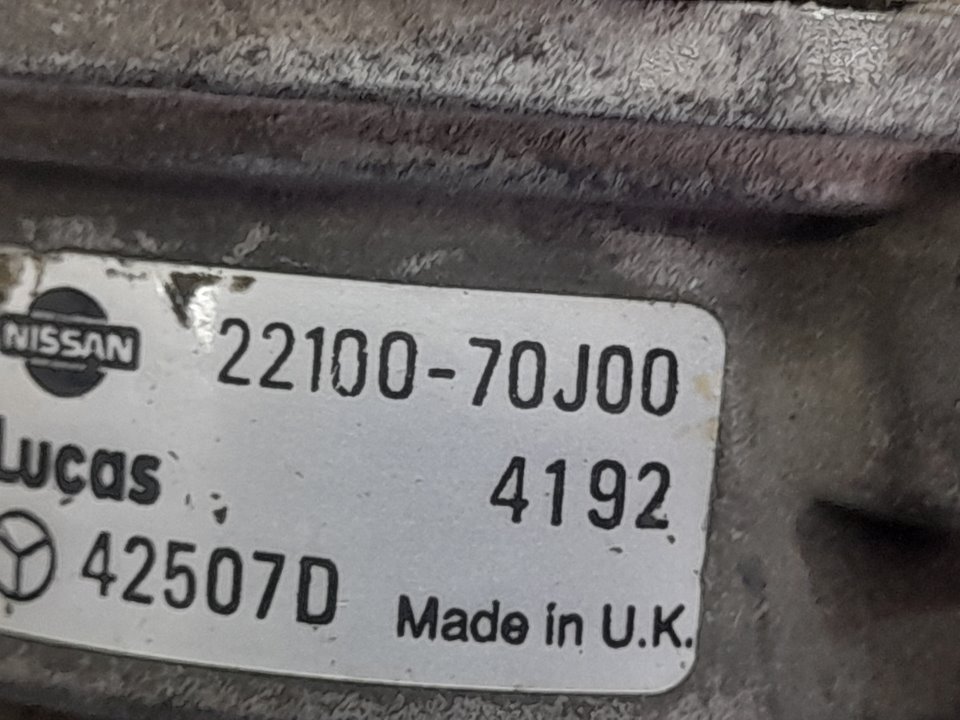 NISSAN 22100-70J00
Lucas 4192
42507D Made in U.K.